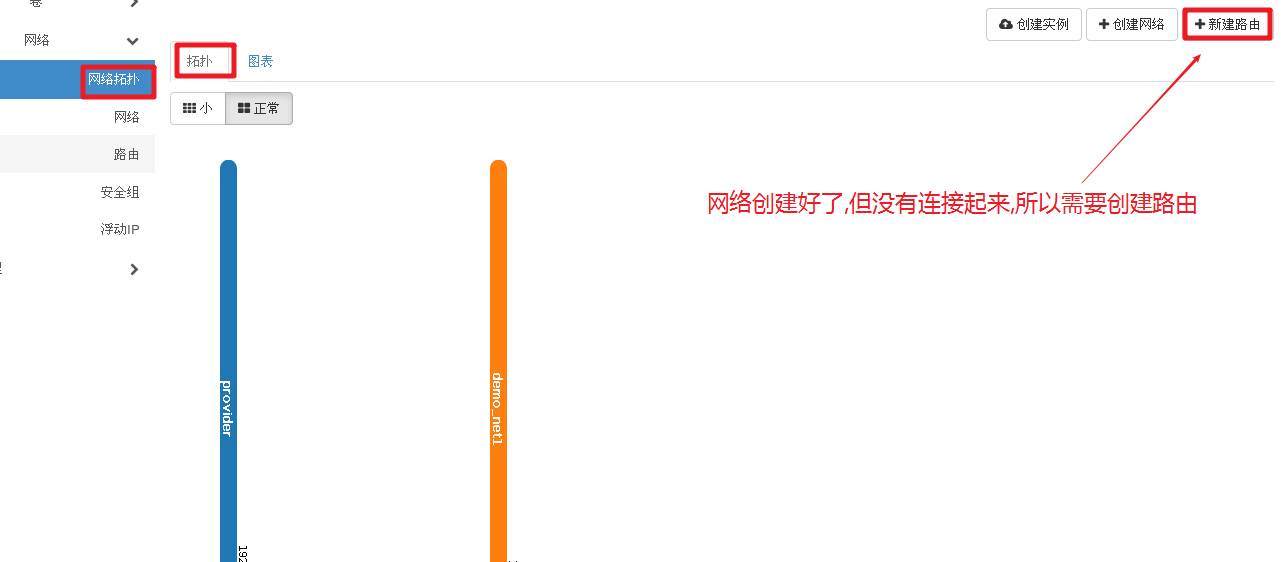 卷
网络
网络拓扑
网络
路由
安全组
浮动IP
创建实例
创建网络
新建路由
拓扑
图表
小
正常
网络创建好了,但没有连接起来,所以需要创建路由
provider
demo_net1
192